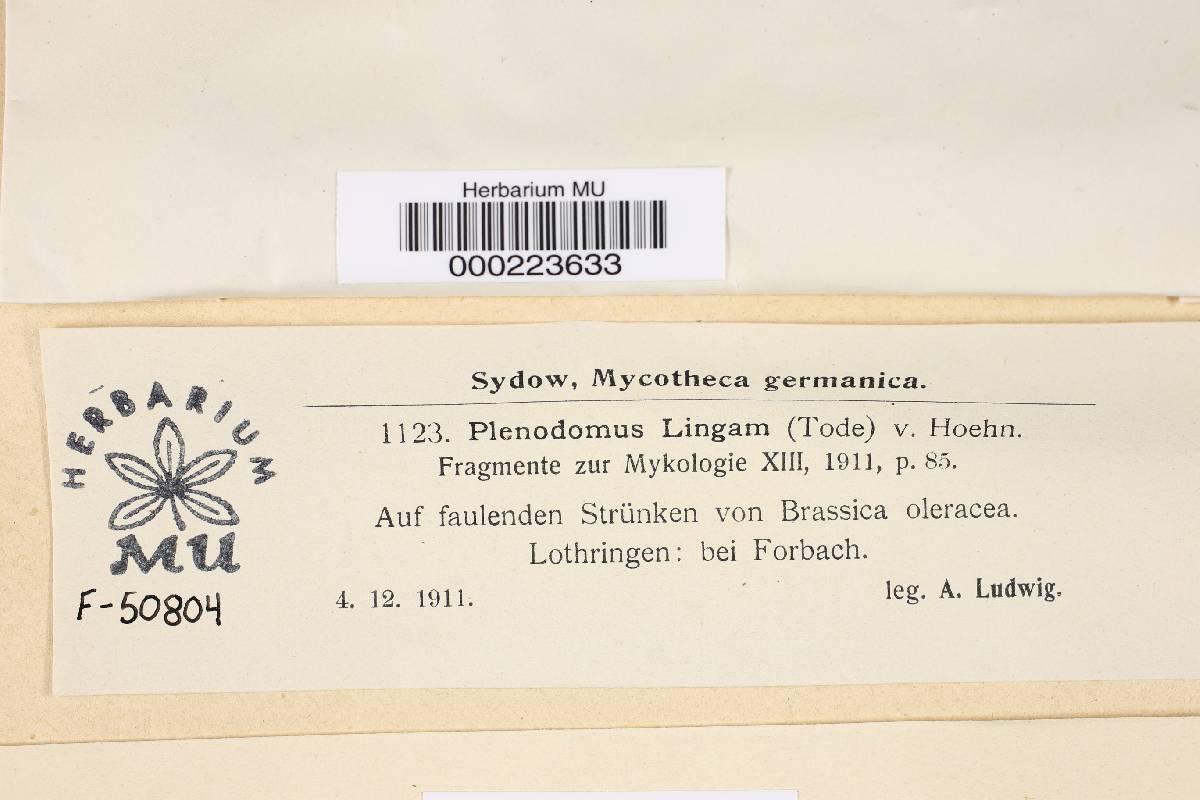 Herbarium MU
000223633
Sydow, Mycotheca germanica.
1123. Plenodomus Lingam (Tode) v. Hoehn.
Fragmente zur Mykologie XIII, 1911, p. 85.
Auf faulenden Strünken von Brassica oleracea.
Lothringen: bei Forbach.
4. 12. 1911. leg. A. Ludwig.
HERBARIUM
MU
F-50804